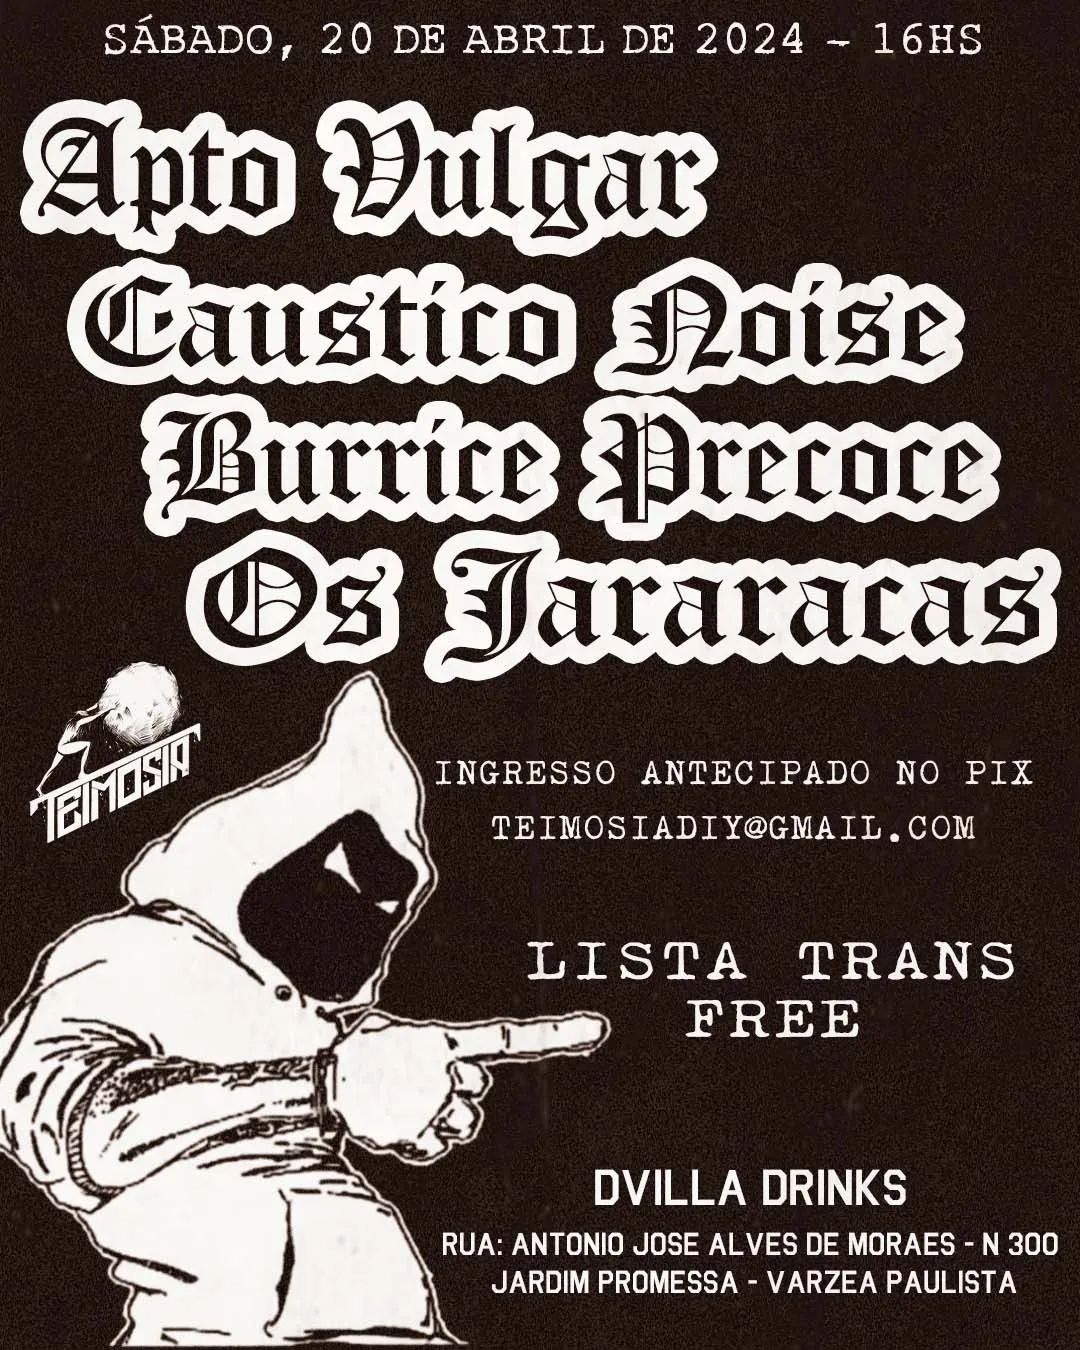 SÁBADO, 20 DE ABRIL DE 2024 - 16HS
Apto Vulgar
Caustico Noise
Burrice Precoce
Os Jararacas
TEIMOSIA
INGRESSO ANTECIPADO NO PIX
TEIMOSIADIY@GMAIL.COM
LISTA TRANS
FREE
DVILLA DRINKS
RUA: ANTONIO JOSE ALVES DE MORAES - N 300
JARDIM PROMESSA - VARZEA PAULISTA